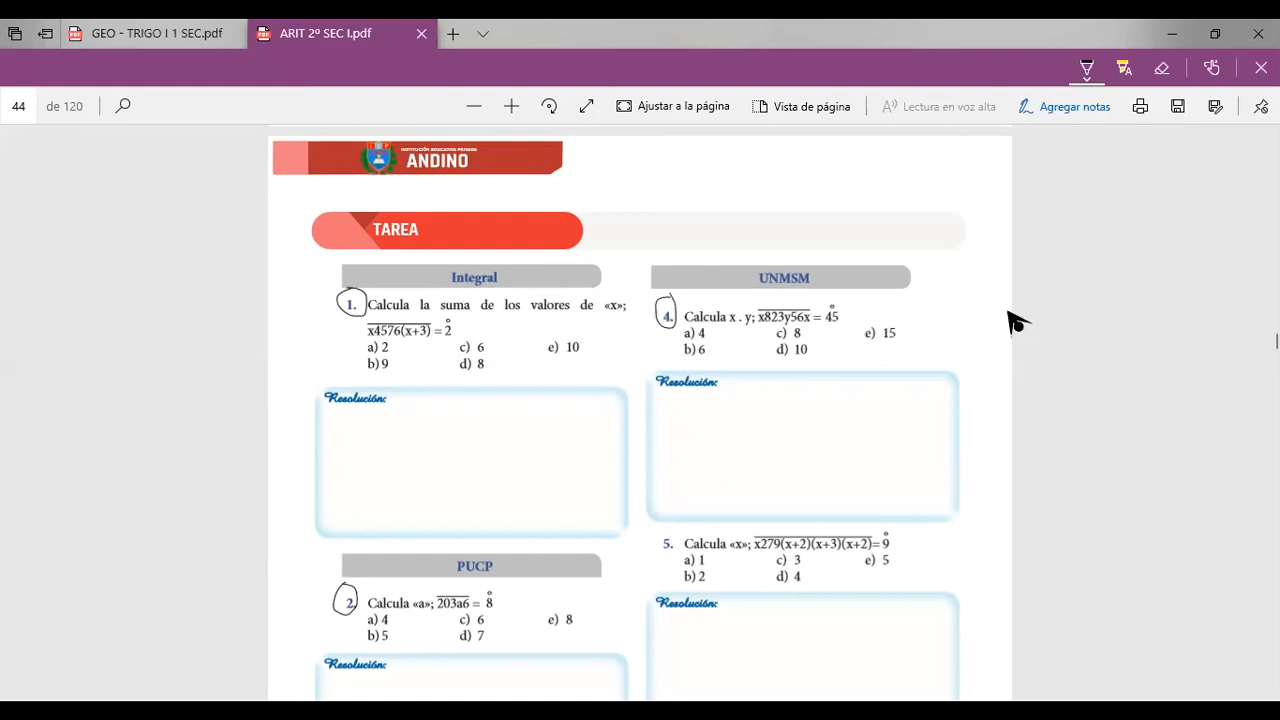 GEO - TRIGO I 1 SEC.pdf
ARIT 2º SEC I.pdf
44 de 120
Ajustar a la página
Vista de página
Lectura en voz alta
Agregar notas
INSTITUCIÓN EDUCATIVA PRIVADA
ANDINO
TAREA
Integral
1. Calcula la suma de los valores de «x»;
x4576(x+3) = 2̊
a) 2 c) 6 e) 10
b) 9 d) 8
Resolución:
PUCP
2. Calcula «a»; 203a6 = 8̊
a) 4 c) 6 e) 8
b) 5 d) 7
Resolución:
UNMSM
4. Calcula x . y; x823y56x = 45̊
a) 4 c) 8 e) 15
b) 6 d) 10
Resolución:
5. Calcula «x»; x279(x+2)(x+3)(x+2)= 9̊
a) 1 c) 3 e) 5
b) 2 d) 4
Resolución: